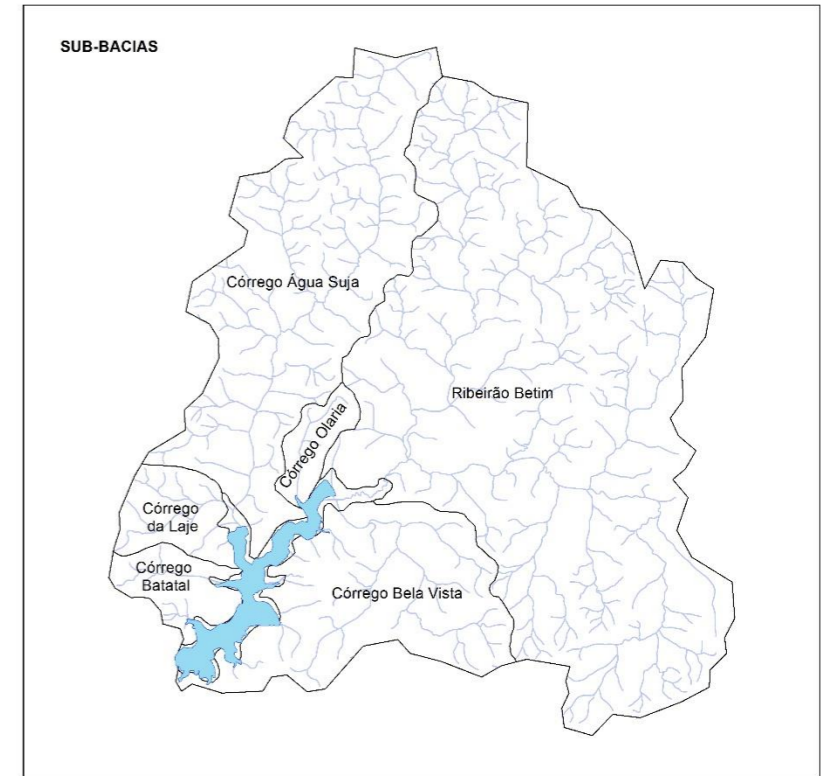 SUB-BACIAS
Córrego Água Suja
Ribeirão Betim
Córrego Olaria
Córrego
da Laje
Córrego
Batatal
Córrego Bela Vista